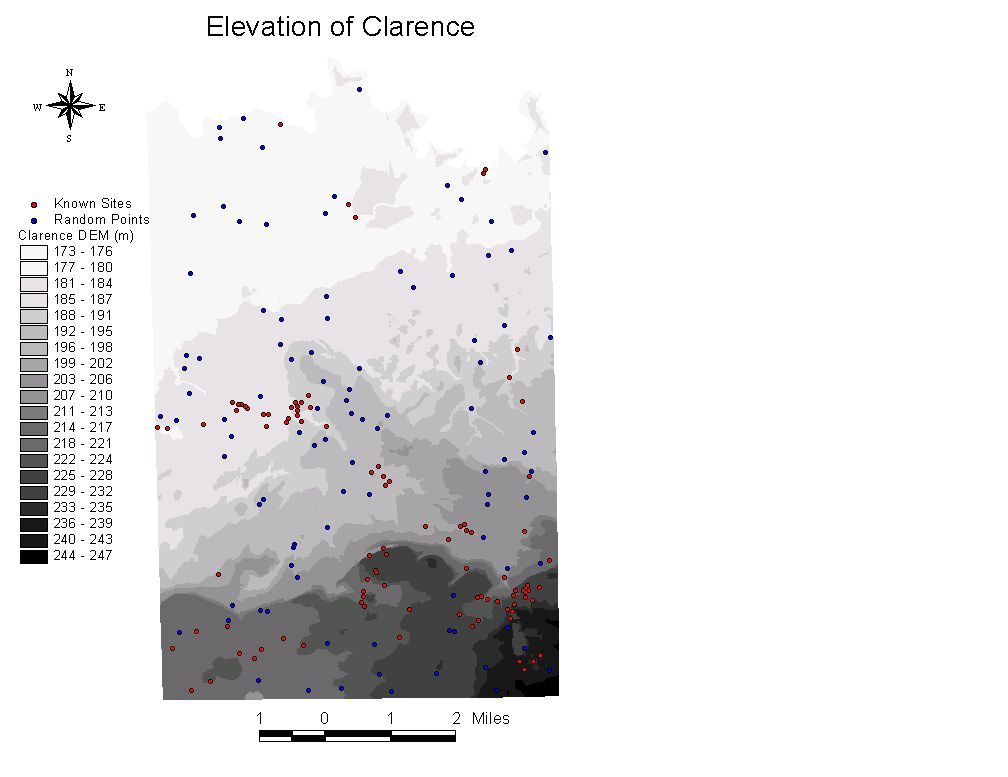 Elevation of Clarence
N
W E
S
Known Sites
Random Points
Clarence DEM (m)
173 - 176
177 - 180
181 - 184
185 - 187
188 - 191
192 - 195
196 - 198
199 - 202
203 - 206
207 - 210
211 - 213
214 - 217
218 - 221
222 - 224
225 - 228
229 - 232
233 - 235
236 - 239
240 - 243
244 - 247
1 0 1 2 Miles